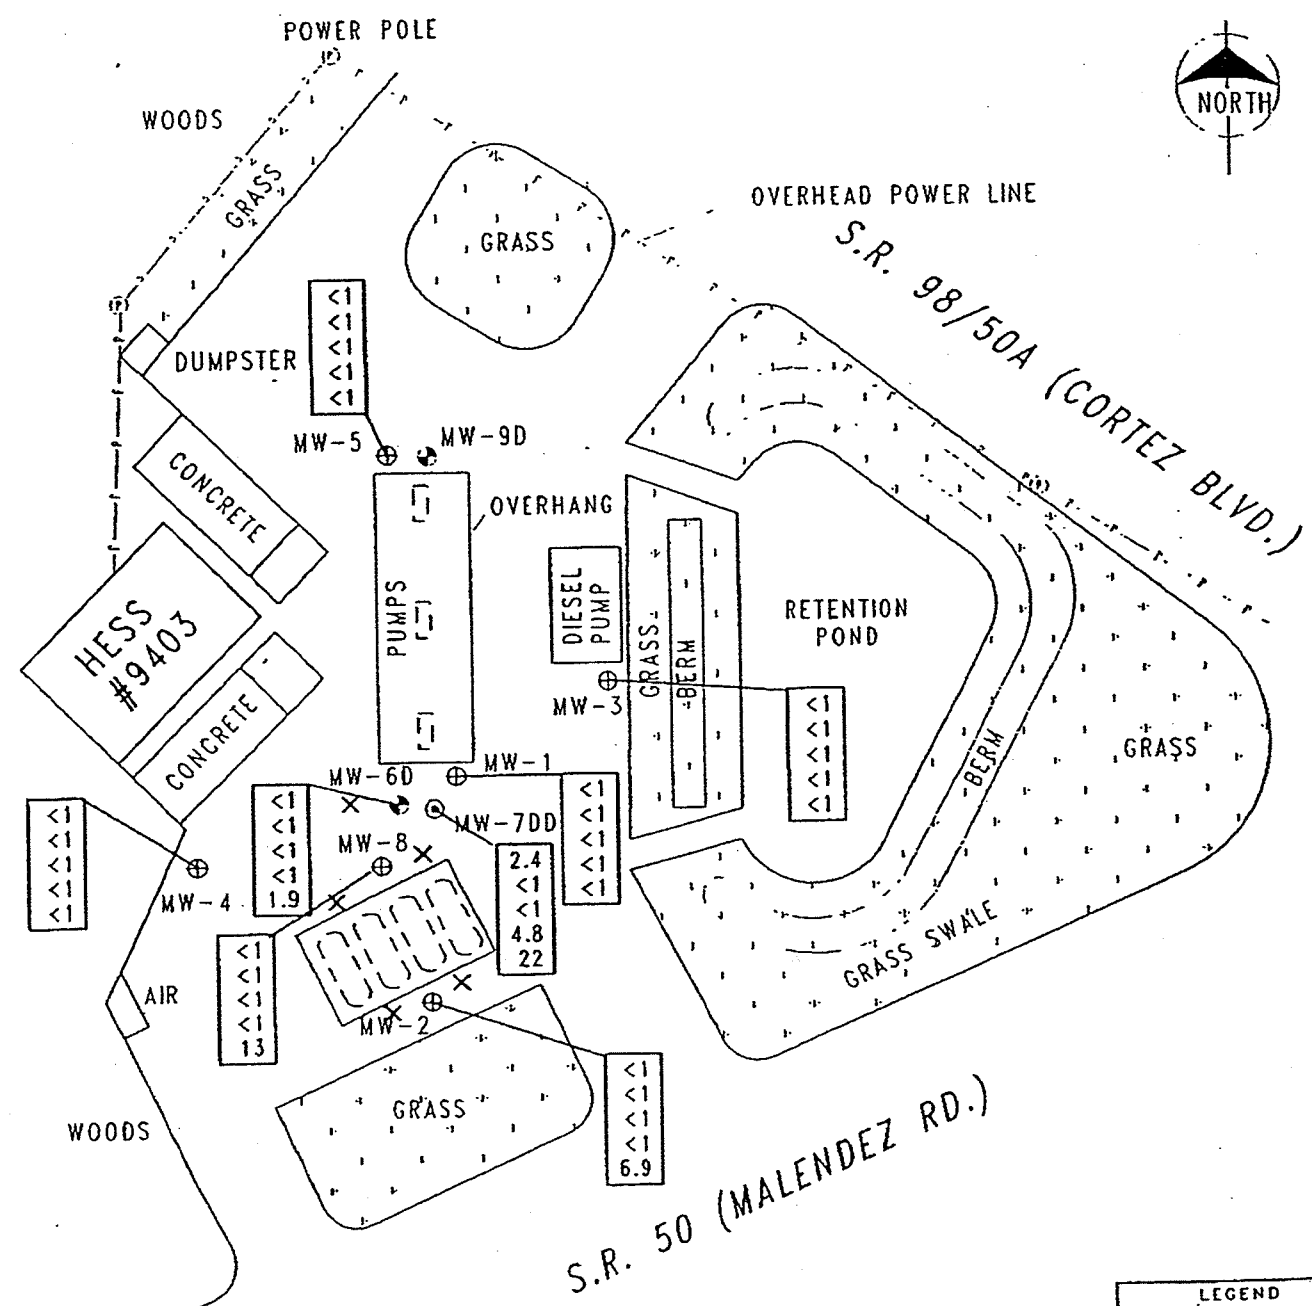 POWER POLE
NORTH
WOODS
GRASS
OVERHEAD POWER LINE
GRASS
S.R. 98/50A (CORTEZ BLVD.)
<1
<1
<1
<1
<1
DUMPSTER
MW-5
MW-9D
CONCRETE
OVERHANG
PUMPS
DIESEL
PUMP
GRASS
BERM
RETENTION
POND
HESS
#9403
MW-3
<1
<1
<1
<1
<1
CONCRETE
BERM
GRASS
MW-6D
MW-1
<1
<1
<1
<1
<1
<1
<1
<1
<1
1.9
<1
<1
<1
<1
<1
MW-7DD
MW-8
MW-4
2.4
<1
<1
4.8
22
GRASS SWALE
<1
<1
<1
<1
13
AIR
MW-2
<1
<1
<1
<1
6.9
GRASS
WOODS
S.R. 50 (MALENDEZ RD.)
LEGEND